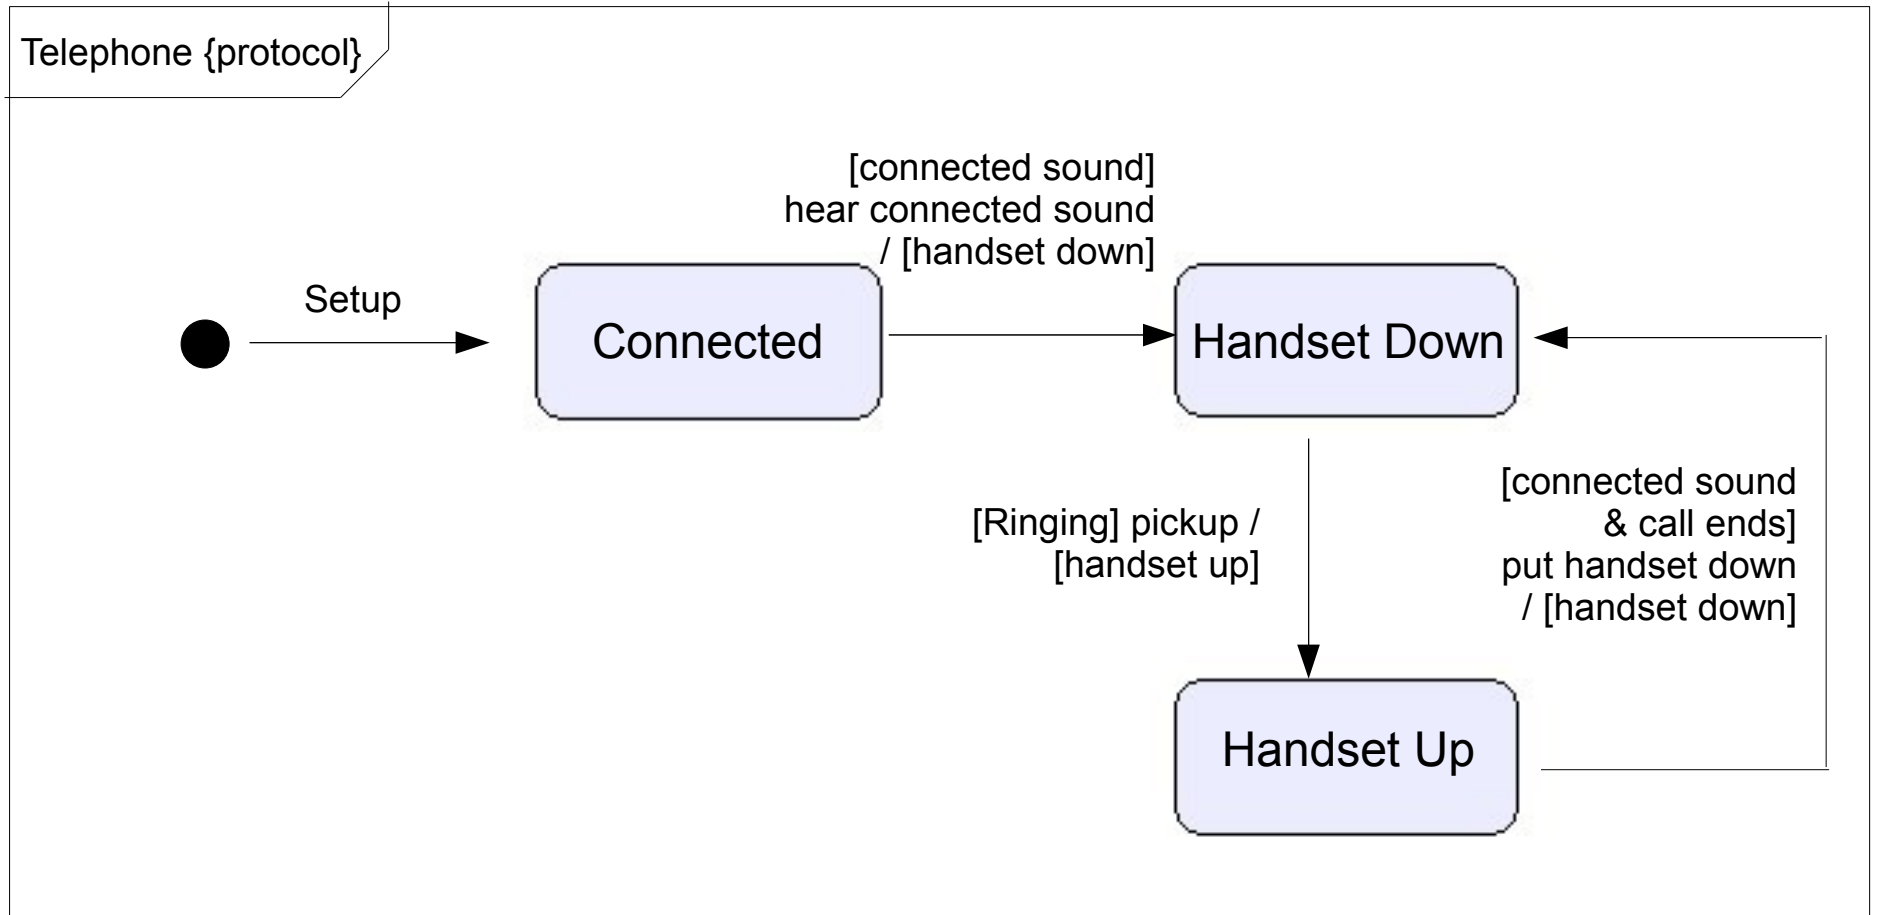 Telephone {protocol}
[connected sound]
hear connected sound
/ [handset down]
Setup
Connected
Handset Down
[Ringing] pickup /
[handset up]
[connected sound
& call ends]
put handset down
/ [handset down]
Handset Up